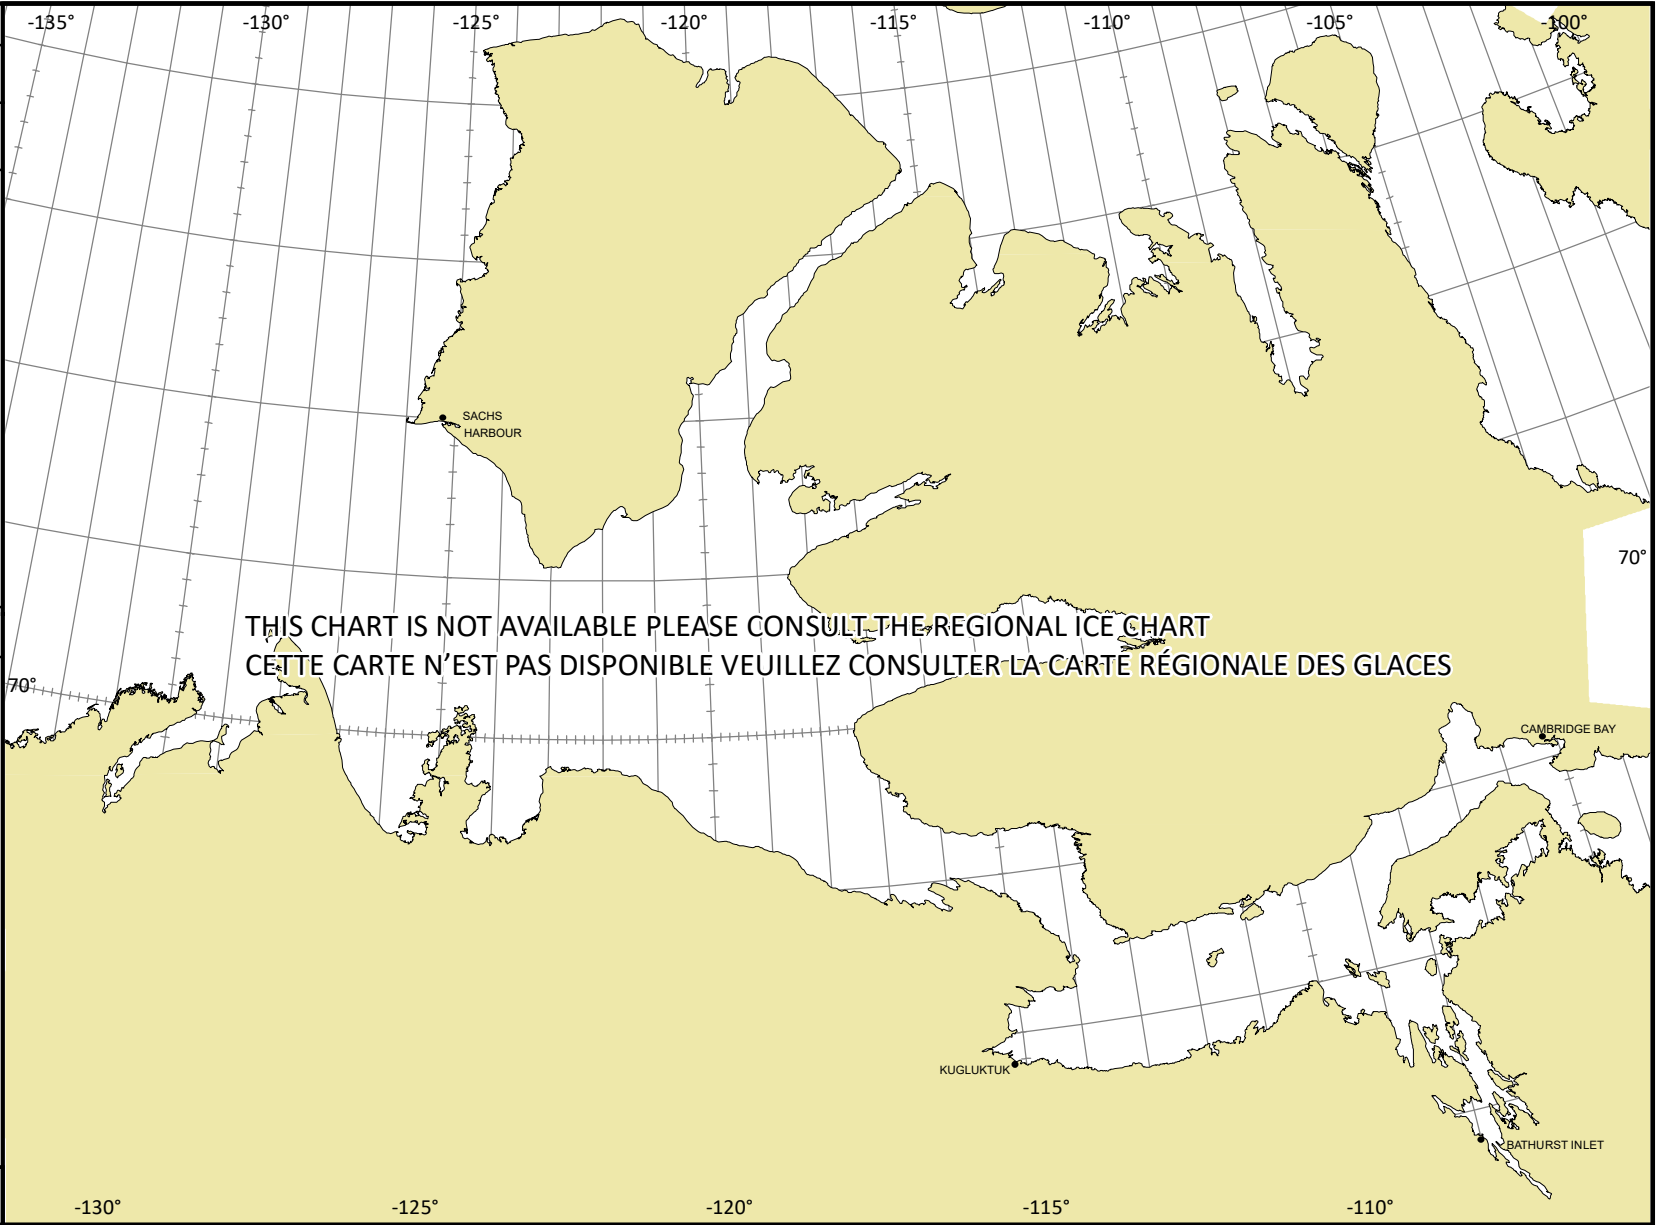 -135° -130° -125° -120° -115° -110° -105° -100°
SACHS
HARBOUR
70°
THIS CHART IS NOT AVAILABLE PLEASE CONSULT THE REGIONAL ICE CHART
CETTE CARTE N'EST PAS DISPONIBLE VEUILLEZ CONSULTER LA CARTE RÉGIONALE DES GLACES
70°
CAMBRIDGE BAY
KUGLUKTUK
BATHURST INLET
-130° -125° -120° -115° -110°